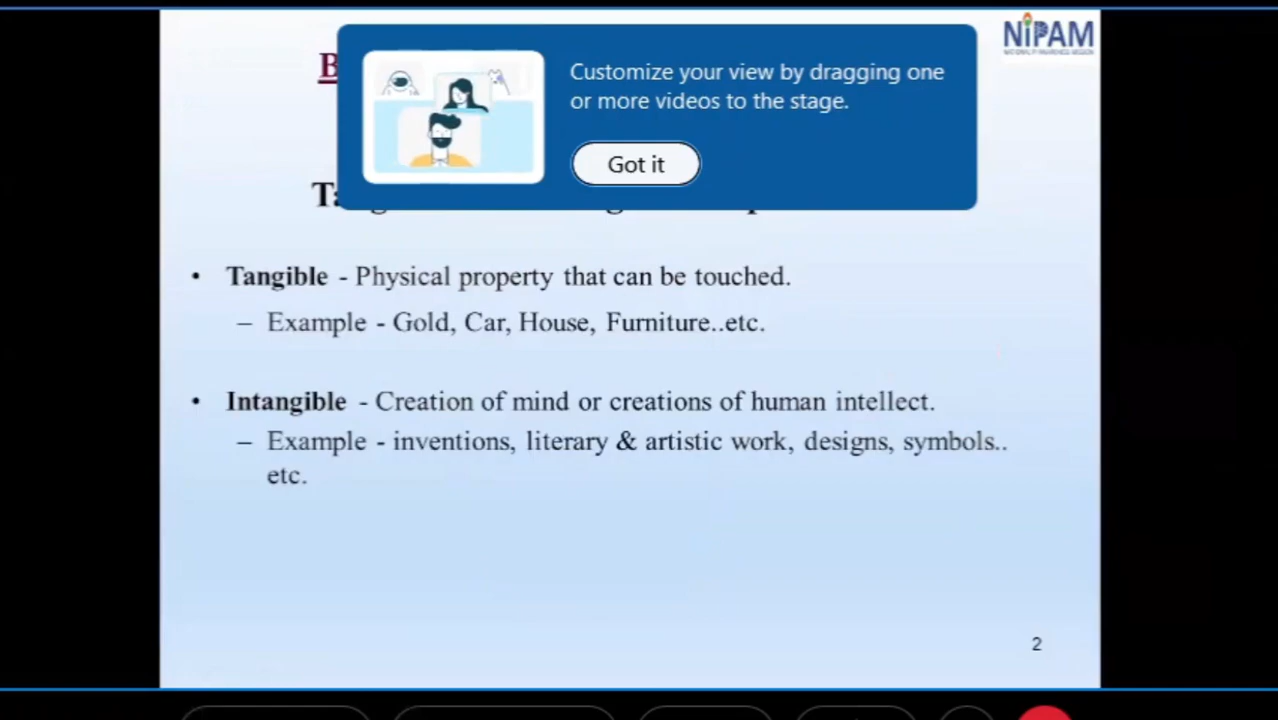 NiPAM
Customize your view by dragging one
or more videos to the stage.
Got it
• Tangible - Physical property that can be touched.
– Example - Gold, Car, House, Furniture..etc.
• Intangible - Creation of mind or creations of human intellect.
– Example - inventions, literary & artistic work, designs, symbols..
etc.
2